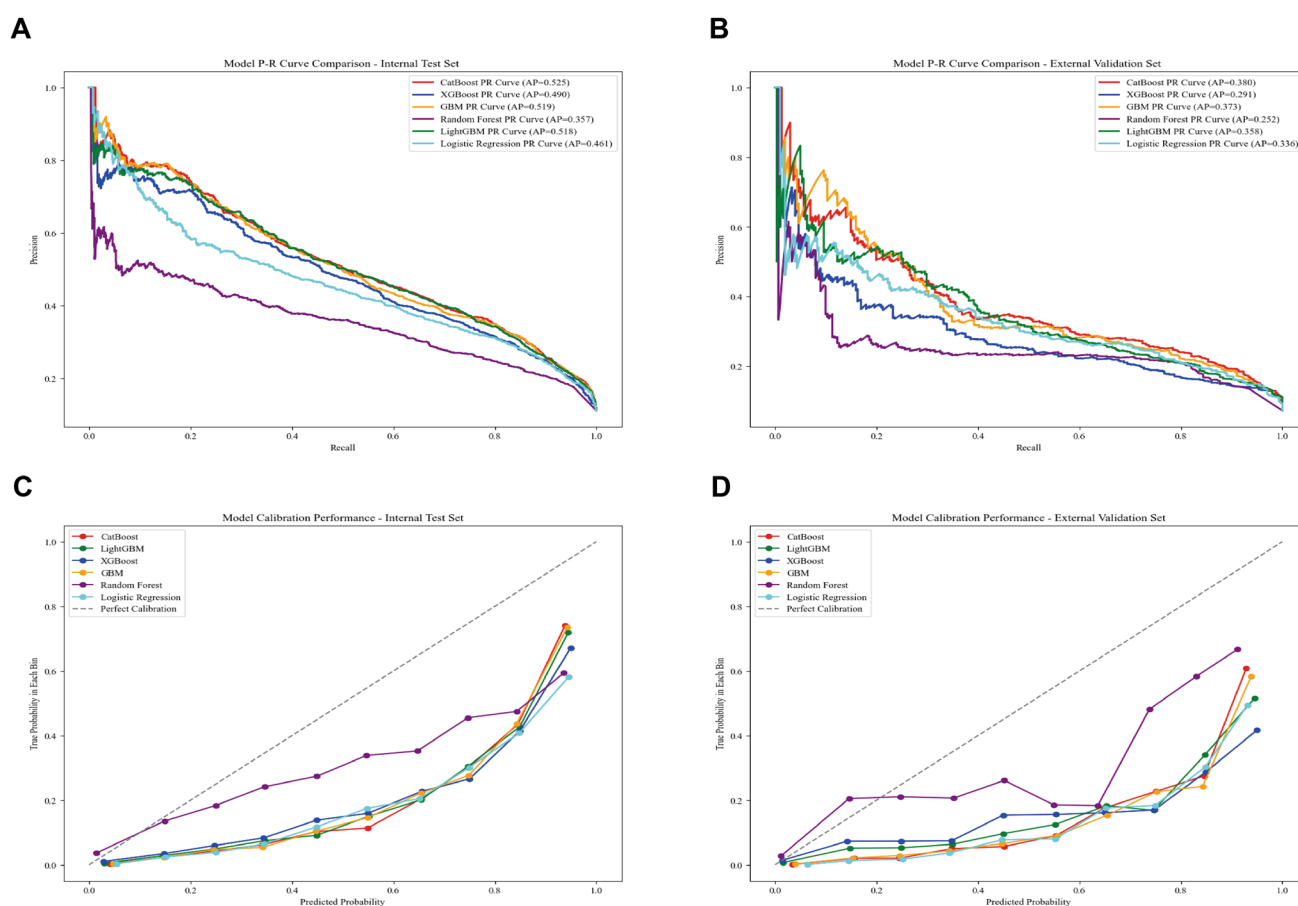 A
Model P-R Curve Comparison - Internal Test Set
CatBoost PR Curve (AP=0.525)
XGBoost PR Curve (AP=0.490)
GBM PR Curve (AP=0.519)
Random Forest PR Curve (AP=0.357)
LightGBM PR Curve (AP=0.518)
Logistic Regression PR Curve (AP=0.461)
1.0
0.8
0.6
0.4
0.2
Precision
0.0 0.2 0.4 0.6 0.8 1.0
Recall
B
Model P-R Curve Comparison - External Validation Set
CatBoost PR Curve (AP=0.380)
XGBoost PR Curve (AP=0.291)
GBM PR Curve (AP=0.373)
Random Forest PR Curve (AP=0.252)
LightGBM PR Curve (AP=0.358)
Logistic Regression PR Curve (AP=0.336)
1.0
0.8
0.6
0.4
0.2
Precision
0.0 0.2 0.4 0.6 0.8 1.0
Recall
C
Model Calibration Performance - Internal Test Set
CatBoost
LightGBM
XGBoost
GBM
Random Forest
Logistic Regression
Perfect Calibration
1.0
0.8
0.6
0.4
0.2
0.0
True Probability in Each Bin
0.0 0.2 0.4 0.6 0.8 1.0
Predicted Probability
D
Model Calibration Performance - External Validation Set
CatBoost
LightGBM
XGBoost
GBM
Random Forest
Logistic Regression
Perfect Calibration
1.0
0.8
0.6
0.4
0.2
0.0
True Probability in Each Bin
0.0 0.2 0.4 0.6 0.8 1.0
Predicted Probability